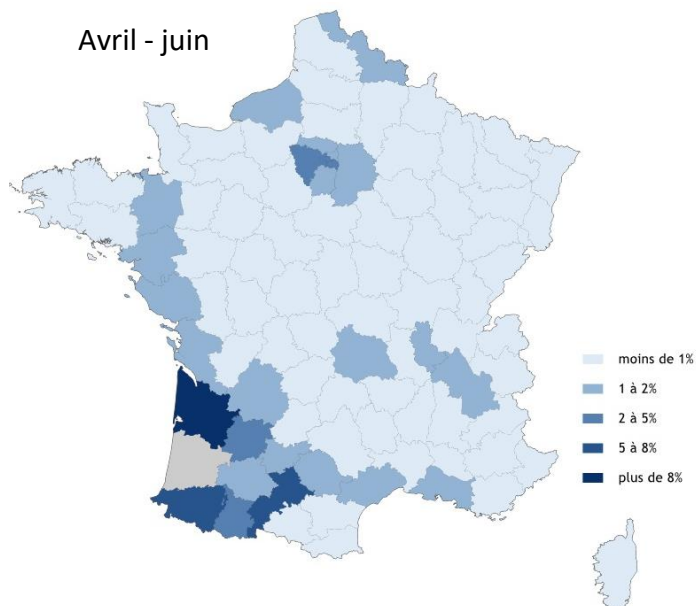 Avril - juin
moins de 1%
1 à 2%
2 à 5%
5 à 8%
plus de 8%